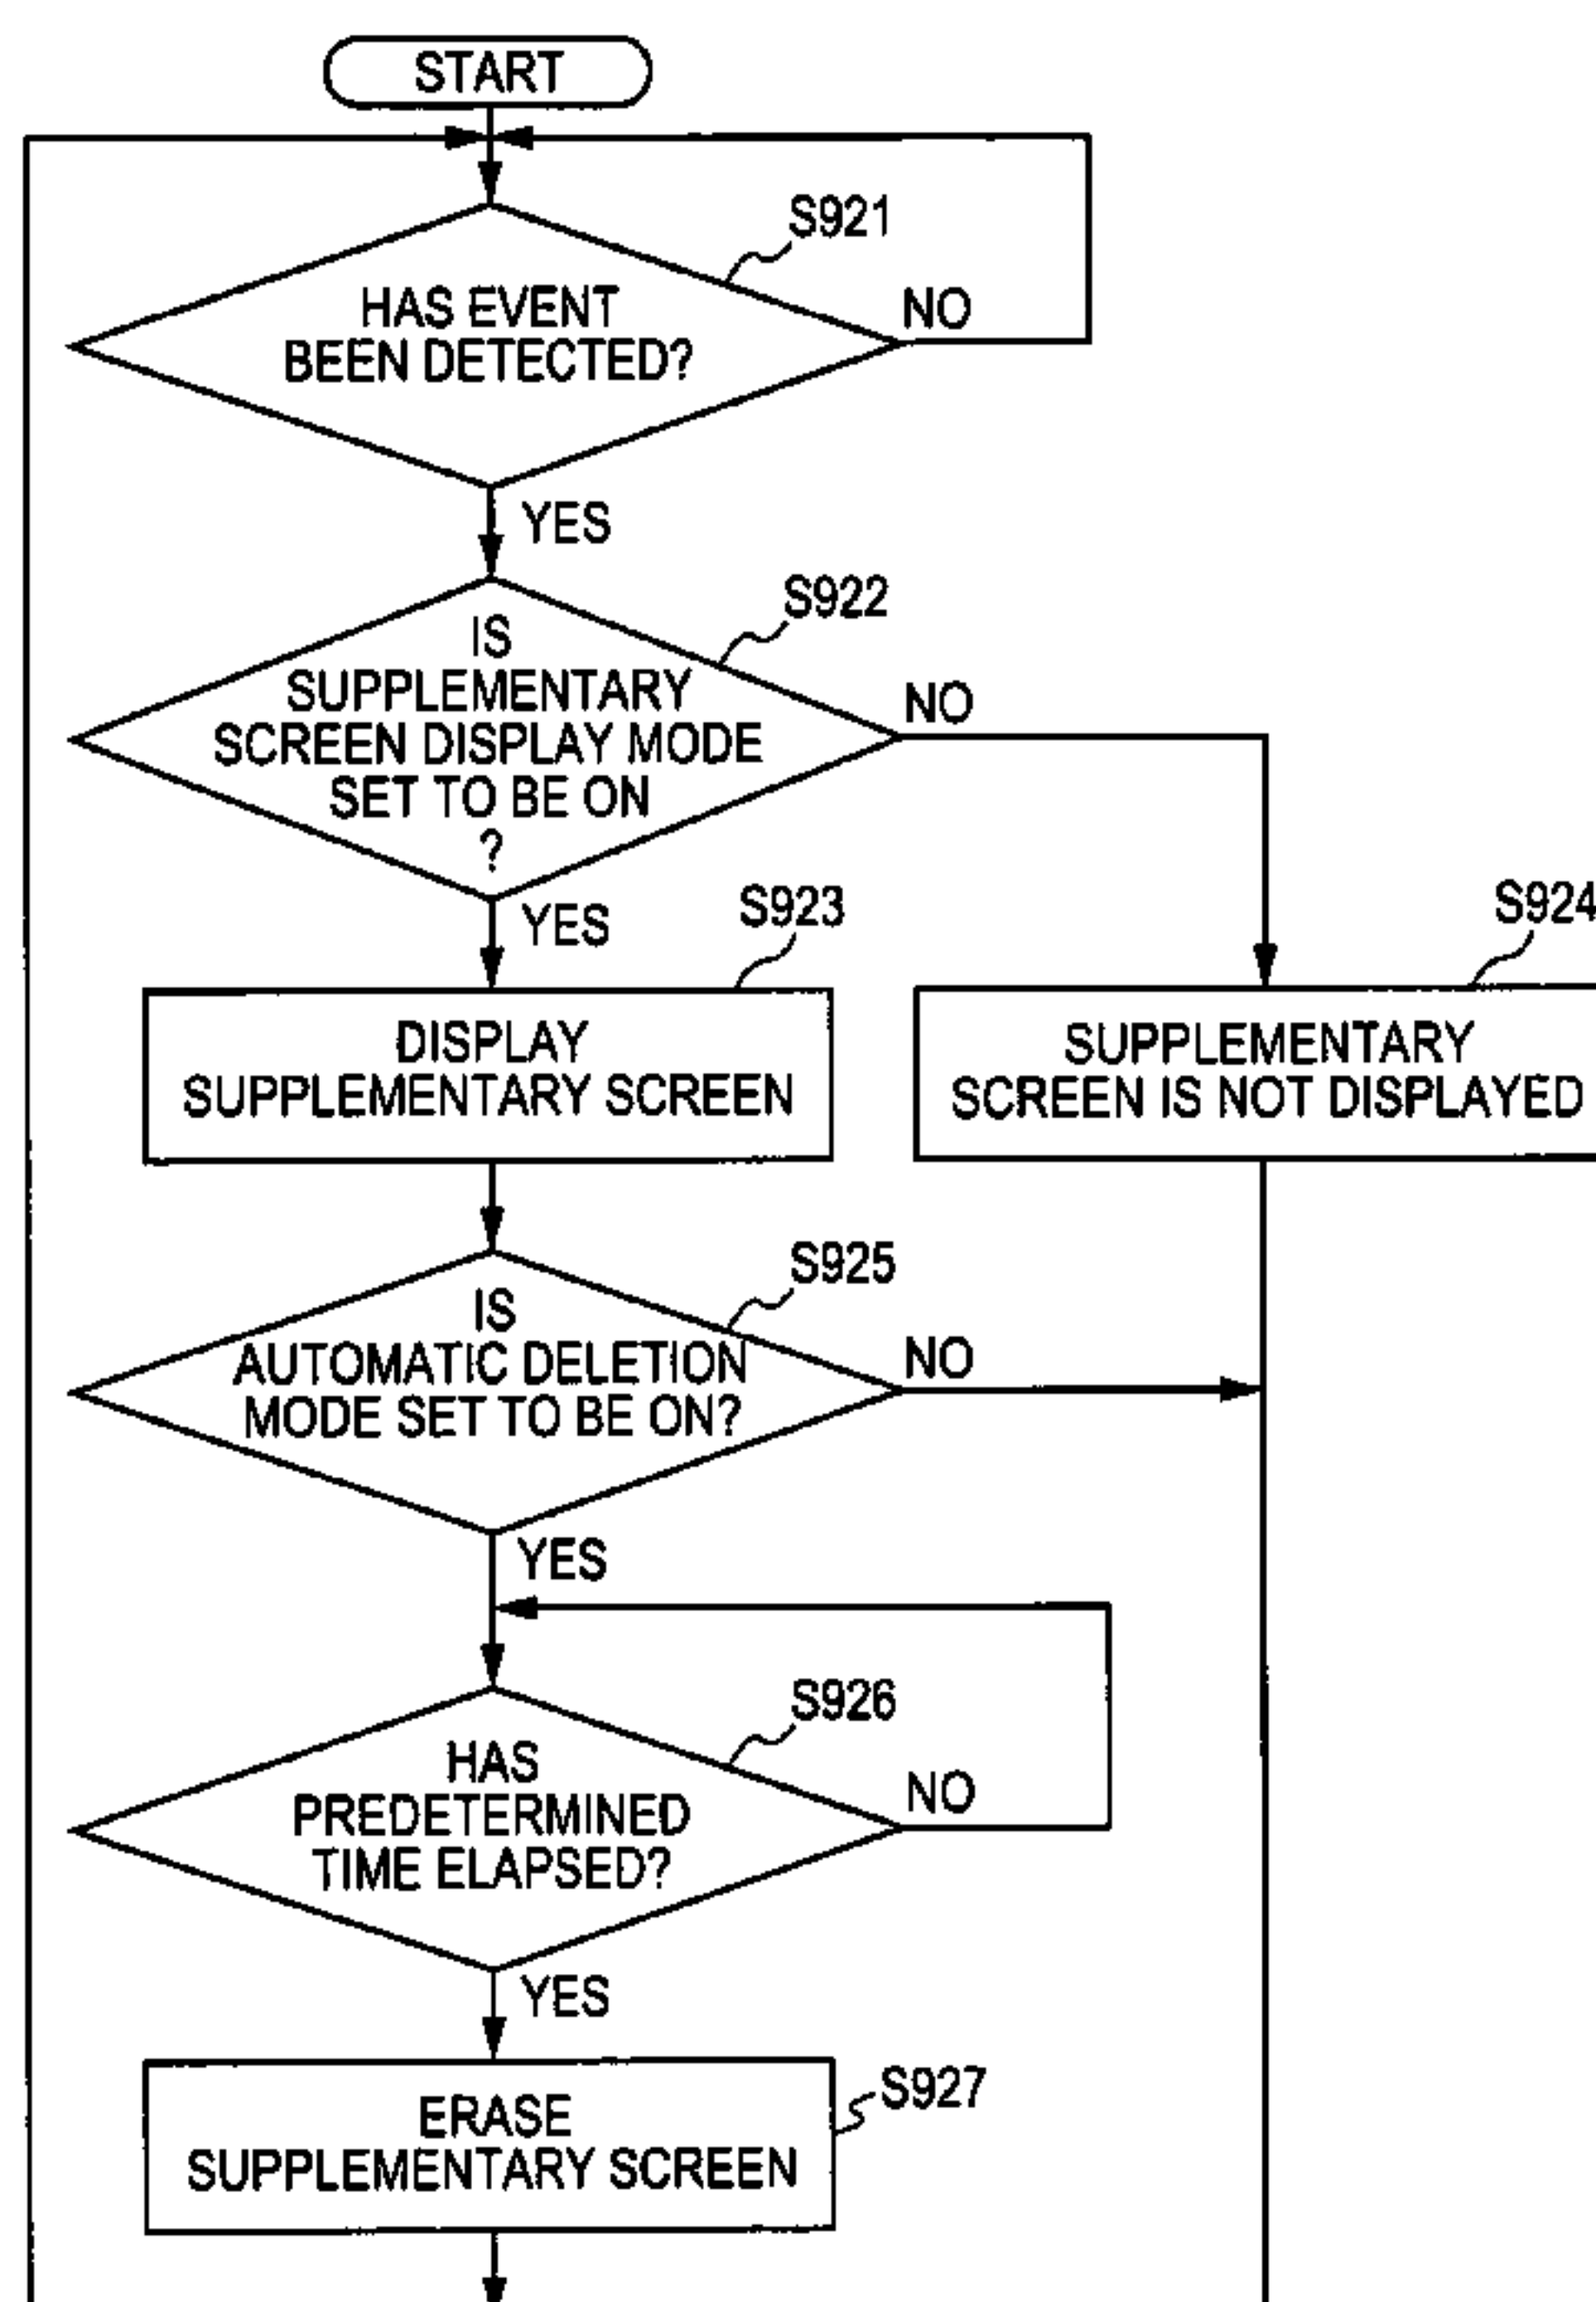 START
S921
HAS EVENT
BEEN DETECTED?
NO
YES
S922
IS
SUPPLEMENTARY
SCREEN DISPLAY MODE
SET TO BE ON
?
NO
YES
S923
S924
DISPLAY
SUPPLEMENTARY SCREEN
SUPPLEMENTARY
SCREEN IS NOT DISPLAYED
S925
IS
AUTOMATIC DELETION
MODE SET TO BE ON?
NO
YES
S926
HAS
PREDETERMINED
TIME ELAPSED?
NO
YES
S927
ERASE
SUPPLEMENTARY SCREEN